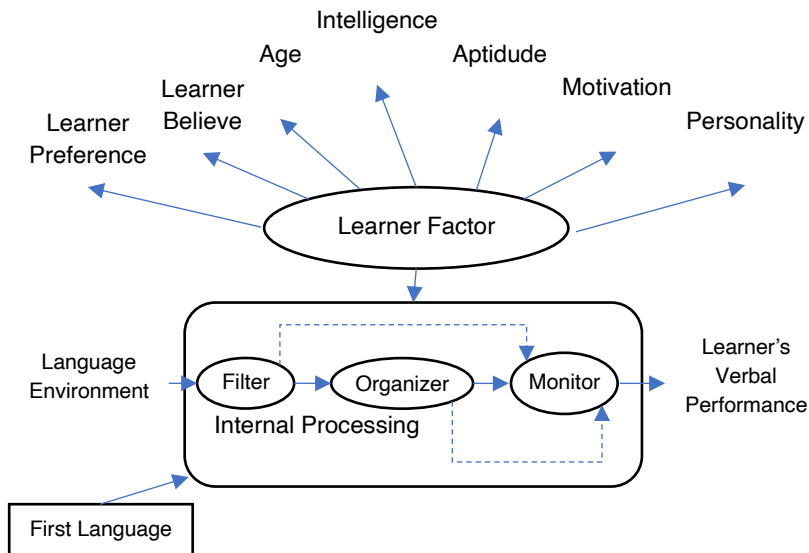 Intelligence
Age
Aptidude
Learner
Believe
Motivation
Learner
Preference
Personality
Learner Factor
Language
Environment
Filter
Organizer
Monitor
Learner’s
Verbal
Performance
Internal Processing
First Language